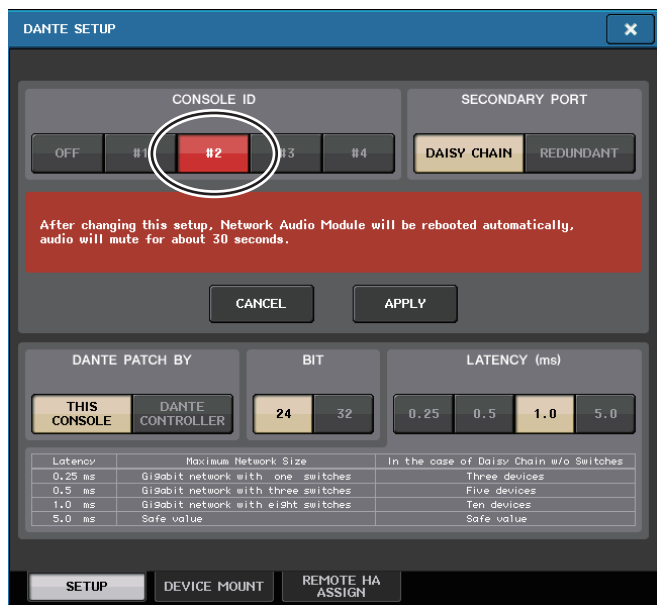 DANTE SETUP
CONSOLE ID
SECONDARY PORT
OFF #1 #2 #3 #4
DAISY CHAIN REDUNDANT
After changing this setup, Network Audio Module will be rebooted automatically,
audio will mute for about 30 seconds.
CANCEL APPLY
DANTE PATCH BY
BIT
LATENCY (ms)
THIS CONSOLE
DANTE CONTROLLER
24 32
0.25 0.5 1.0 5.0
Latency Maximum Network Size In the case of Daisy Chain w/o Switches
0.25 ms Gigabit network with one switches Three devices
0.5 ms Gigabit network with three switches Five devices
1.0 ms Gigabit network with eight switches Ten devices
5.0 ms Safe value Safe value
SETUP DEVICE MOUNT REMOTE HA ASSIGN